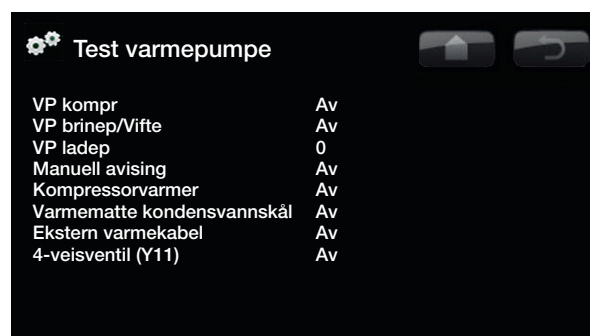 Test varmepumpe
VP kompr Av
VP brinep/Vifte Av
VP ladep 0
Manuell avising Av
Kompressorvarmer Av
Varmematte kondensvannskål Av
Ekstern varmekabel Av
4-veisventil (Y11) Av